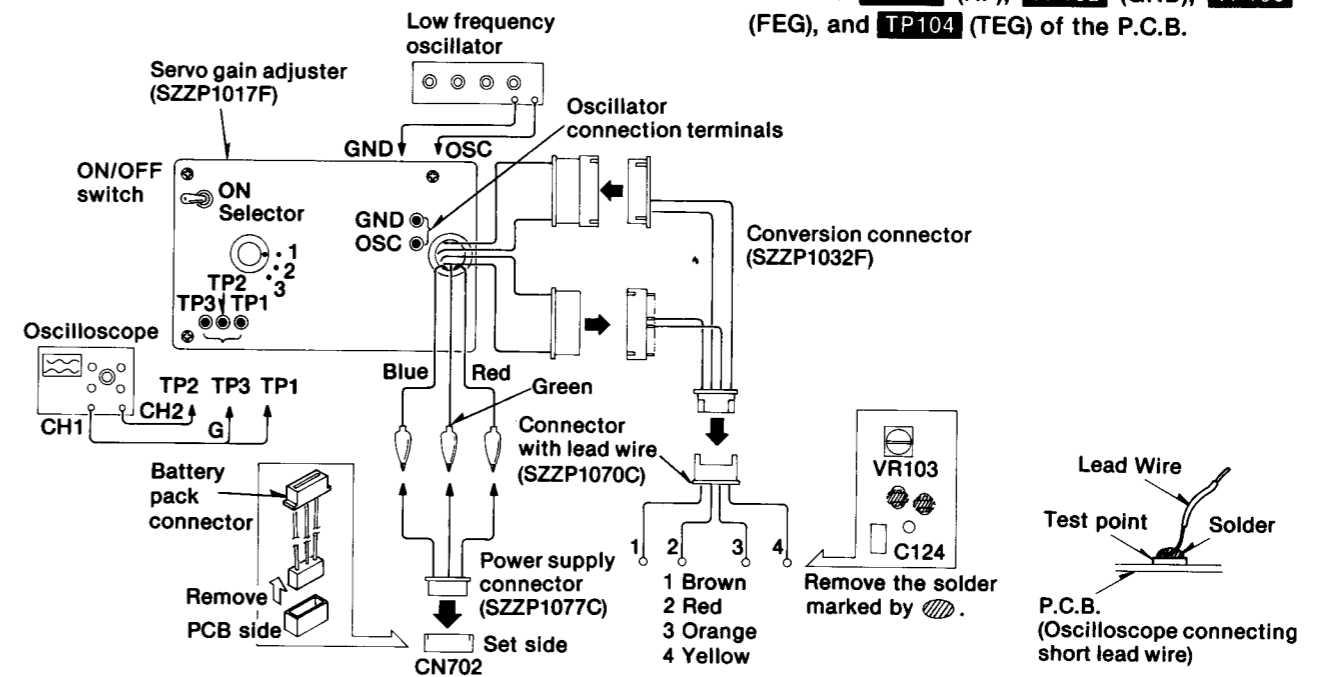 (GND),
(FEG), and TP104 (TEG) of the P.C.B.
Low frequency
oscillator
Servo gain adjuster
(SZZP1017F)
Oscillator
connection terminals
GND OSC
ON/OFF
switch
ON
Selector
GND
OSC
1
2
3
TP2
TP3 TP1
Conversion connector
(SZZP1032F)
Oscilloscope
TP2 TP3 TP1
CH2
CH1
G
Blue Red
Green
Connector
with lead wire
(SZZP1070C)
Battery
pack
connector
Remove
PCB side
Power supply
connector
(SZZP1077C)
Set side
CN702
1 2 3 4
1 Brown
2 Red
3 Orange
4 Yellow
VR103
C124
Remove the solder
marked by .
Lead Wire
Test point Solder
P.C.B.
(Oscilloscope connecting
short lead wire)